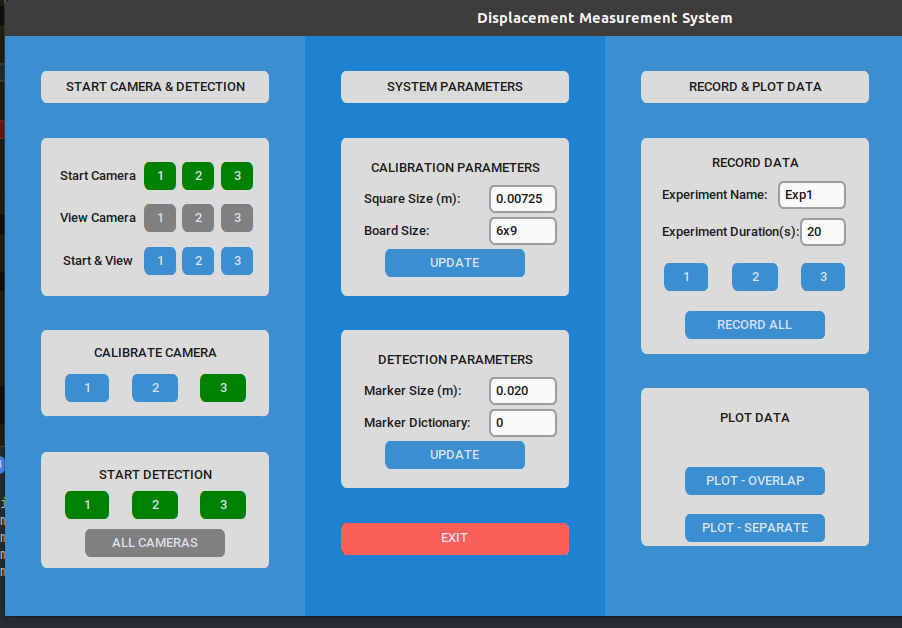 Displacement Measurement System
START CAMERA & DETECTION
Start Camera 1 2 3
View Camera 1 2 3
Start & View 1 2 3
CALIBRATE CAMERA
1 2 3
START DETECTION
1 2 3
ALL CAMERAS
SYSTEM PARAMETERS
CALIBRATION PARAMETERS
Square Size (m): 0.00725
Board Size: 6x9
UPDATE
DETECTION PARAMETERS
Marker Size (m): 0.020
Marker Dictionary: 0
UPDATE
EXIT
RECORD & PLOT DATA
RECORD DATA
Experiment Name: Exp1
Experiment Duration(s): 20
1 2 3
RECORD ALL
PLOT DATA
PLOT - OVERLAP
PLOT - SEPARATE